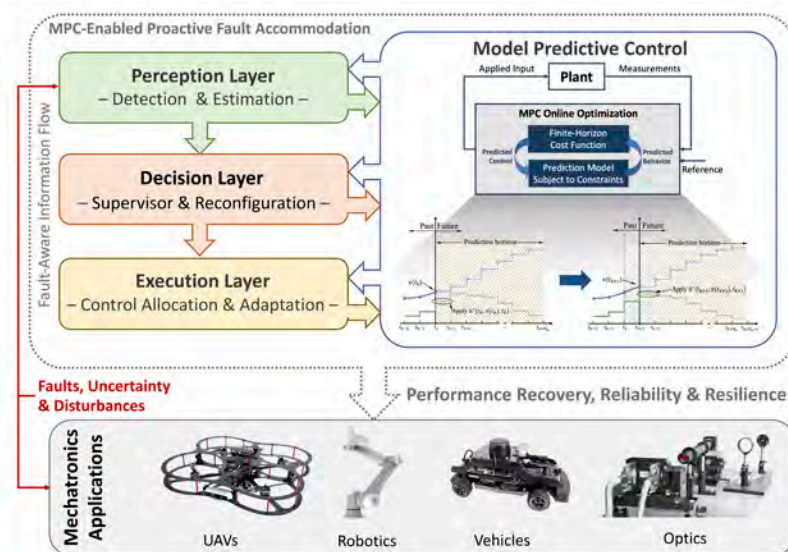 MPC-Enabled Proactive Fault Accommodation
Fault-Aware Information Flow
Perception Layer
– Detection & Estimation –
Decision Layer
– Supervisor & Reconfiguration –
Execution Layer
– Control Allocation & Adaptation –
Model Predictive Control
Applied Input
Plant
Measurements
MPC Online Optimization
Finite-Horizon
Cost Function
Predicted
Control
Predicted
Behavior
Prediction Model
Subject to Constraints
Reference
Past
Future
Prediction horizon
Past
Future
Prediction horizon
Faults, Uncertainty
& Disturbances
Performance Recovery, Reliability & Resilience
Mechatronics
Applications
UAVs
Robotics
Vehicles
Optics